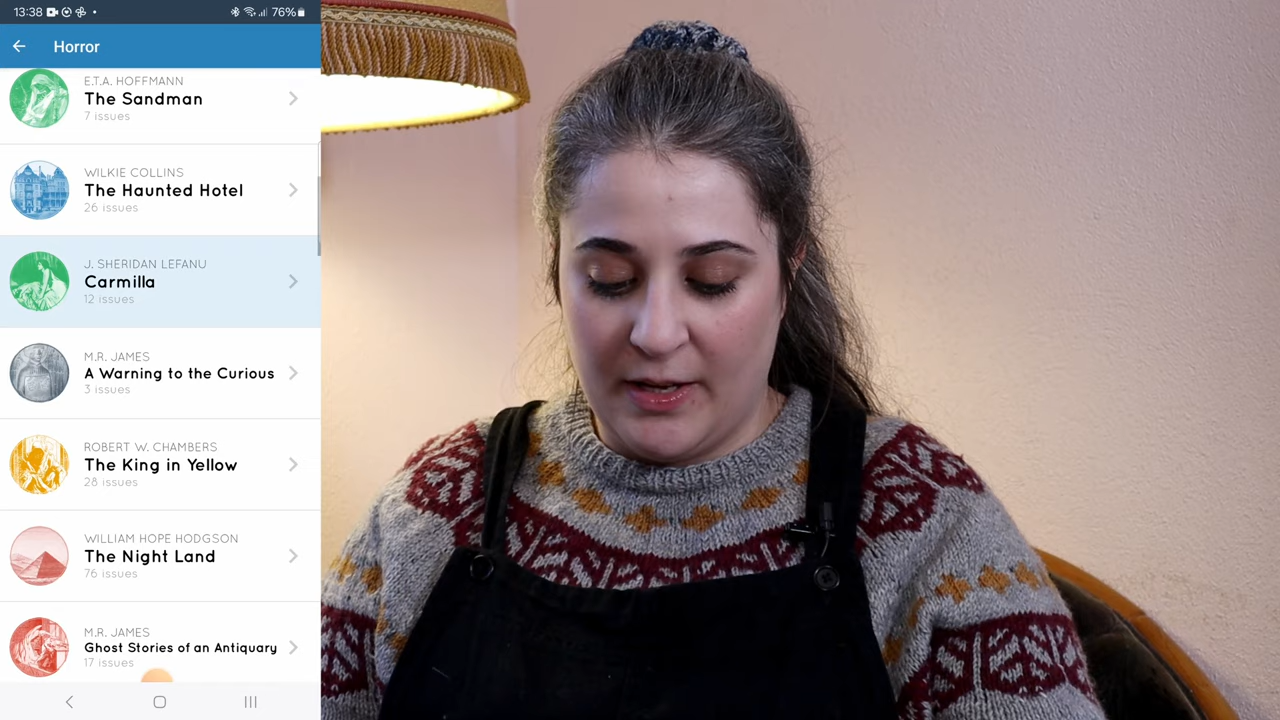 13:38
76%
Horror
E.T.A. HOFFMANN
The Sandman
7 issues
WILKIE COLLINS
The Haunted Hotel
26 issues
J. SHERIDAN LEFANU
Carmilla
12 issues
M.R. JAMES
A Warning to the Curious
3 issues
ROBERT W. CHAMBERS
The King in Yellow
28 issues
WILLIAM HOPE HODGSON
The Night Land
76 issues
M.R. JAMES
Ghost Stories of an Antiquary
17 issues